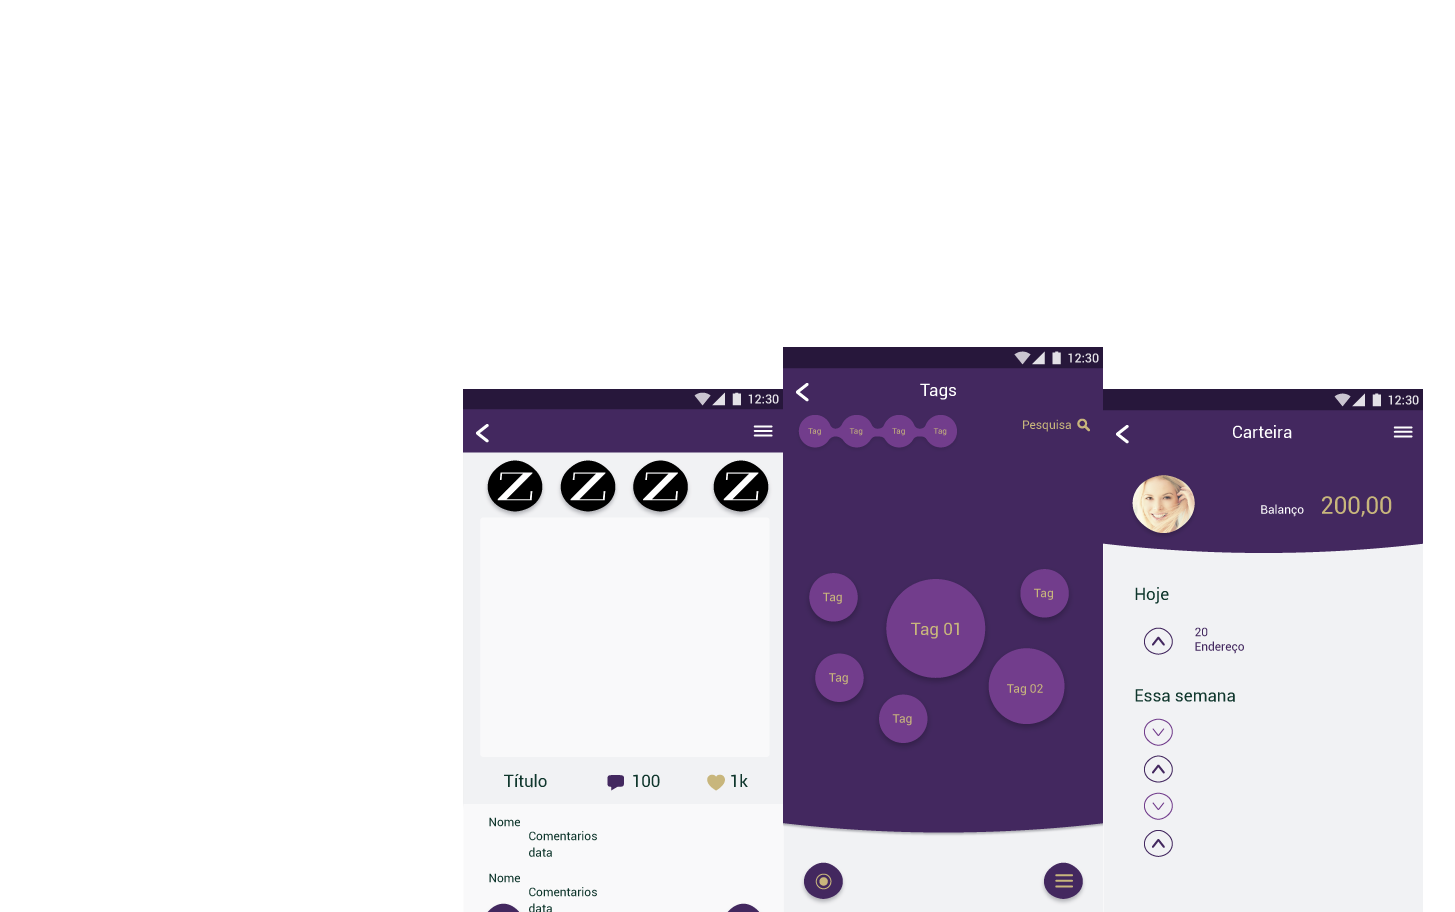 12:30
Z Z Z Z
Título 100 1k
Nome
Comentarios
data
Nome
Comentarios
data
12:30
Tags
Tag Tag Tag Tag
Pesquisa
Tag
Tag 01
Tag
Tag
Tag 02
Tag
12:30
Carteira
Balanço 200,00
Hoje
20
Endereço
Essa semana